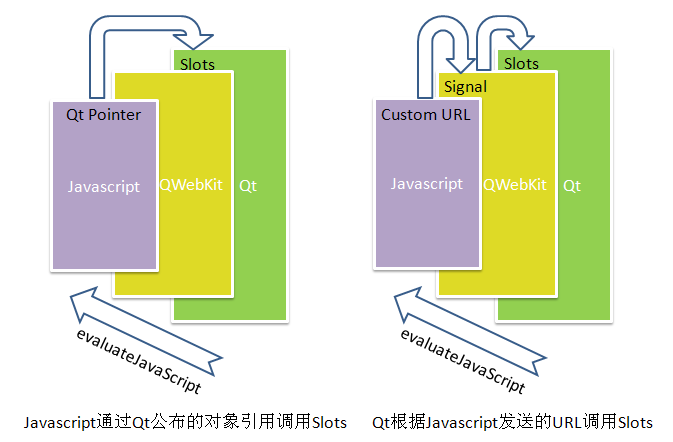 Slots
Qt Pointer
Javascript
QWebKit
Qt
evaluateJavaScript
Javascript通过Qt公布的对象引用调用Slots
Slots
Signal
Custom URL
Javascript
QWebKit
Qt
evaluateJavaScript
Qt根据Javascript发送的URL调用Slots